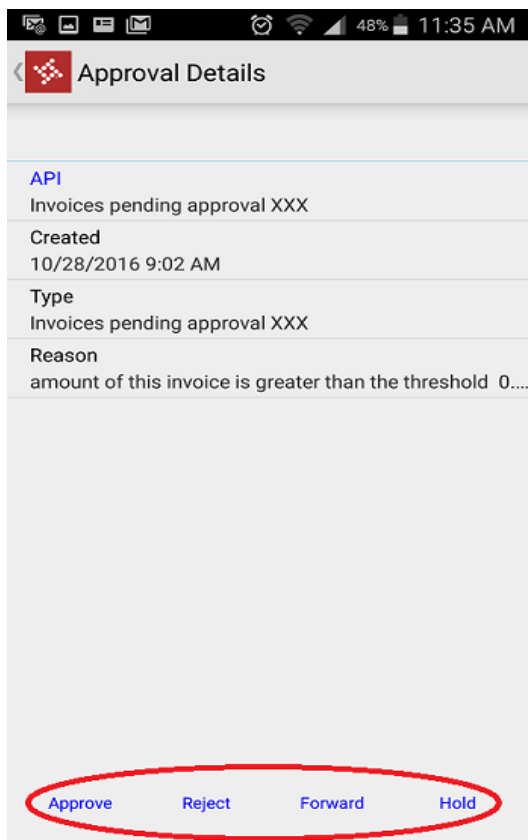 48% 11:35 AM
Approval Details
API
Invoices pending approval XXX
Created
10/28/2016 9:02 AM
Type
Invoices pending approval XXX
Reason
amount of this invoice is greater than the threshold 0....
Approve Reject Forward Hold